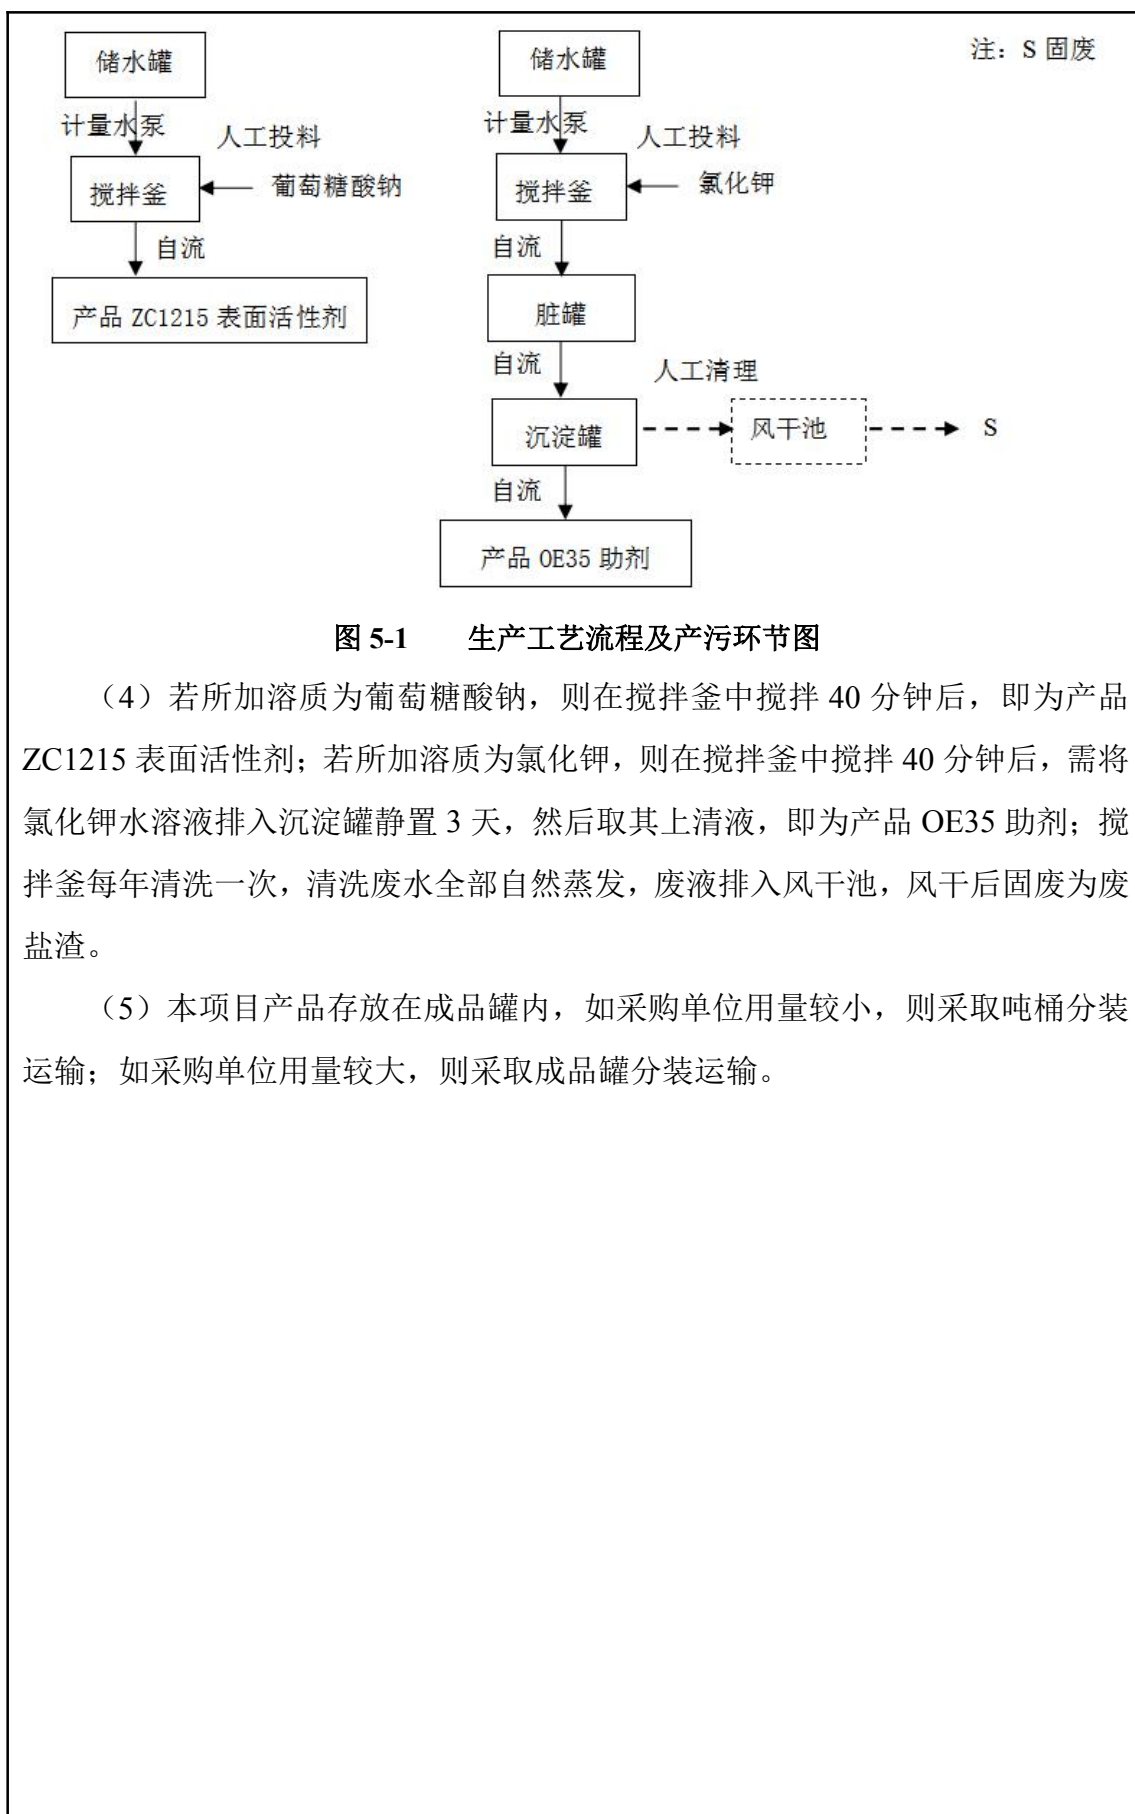 注：S 固废
储水罐
计量水泵
人工投料
搅拌釜
葡萄糖酸钠
自流
产品 ZC1215 表面活性剂
储水罐
计量水泵
人工投料
搅拌釜
氯化钾
自流
脏罐
自流
人工清理
沉淀罐
风干池
S
自流
产品 OE35 助剂
图 5-1 生产工艺流程及产污环节图
（4）若所加溶质为葡萄糖酸钠，则在搅拌釜中搅拌 40 分钟后，即为产品
ZC1215 表面活性剂；若所加溶质为氯化钾，则在搅拌釜中搅拌 40 分钟后，需将
氯化钾水溶液排入沉淀罐静置 3 天，然后取其上清液，即为产品 OE35 助剂；搅
拌釜每年清洗一次，清洗废水全部自然蒸发，废液排入风干池，风干后固废为废
盐渣。
（5）本项目产品存放在成品罐内，如采购单位用量较小，则采取吨桶分装
运输；如采购单位用量较大，则采取成品罐分装运输。